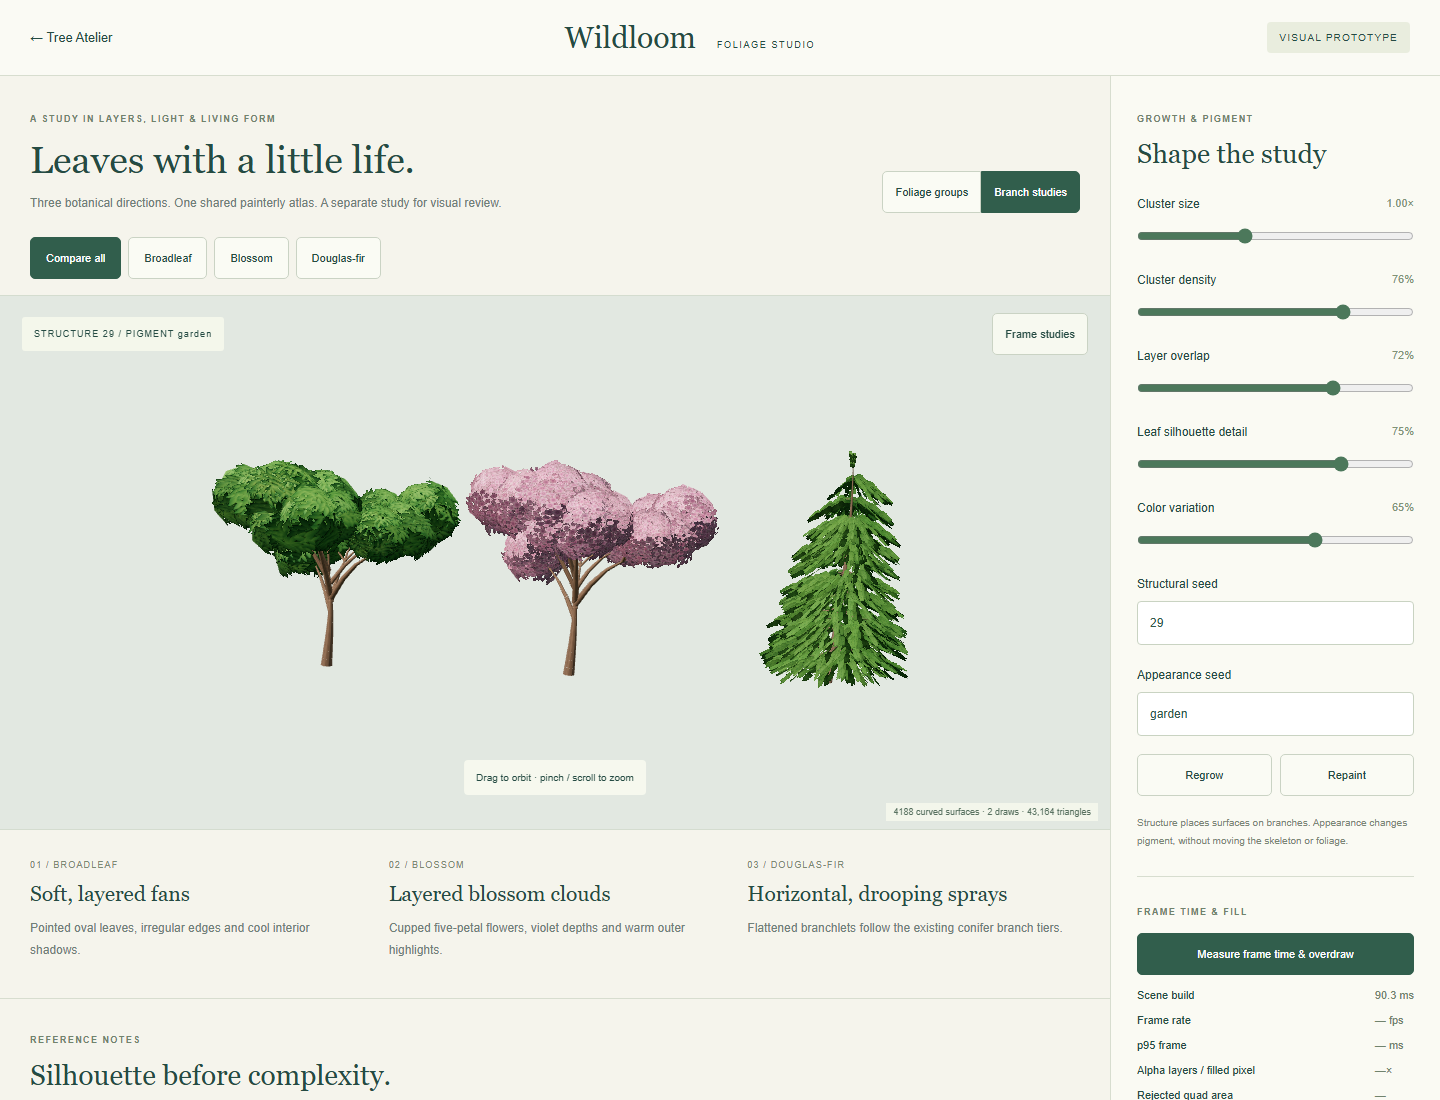 ← Tree Atelier
Wildloom FOLIAGE STUDIO
VISUAL PROTOTYPE
A STUDY IN LAYERS, LIGHT & LIVING FORM
Leaves with a little life.
Three botanical directions. One shared painterly atlas. A separate study for visual review.
Foliage groups
Branch studies
Compare all
Broadleaf
Blossom
Douglas-fir
STRUCTURE 29 / PIGMENT garden
Frame studies
Drag to orbit · pinch / scroll to zoom
4188 curved surfaces · 2 draws · 43,164 triangles
01 / BROADLEAF
Soft, layered fans
Pointed oval leaves, irregular edges and cool interior
shadows.
02 / BLOSSOM
Layered blossom clouds
Cupped five-petal flowers, violet depths and warm outer
highlights.
03 / DOUGLAS-FIR
Horizontal, drooping sprays
Flattened branchlets follow the existing conifer branch tiers.
REFERENCE NOTES
Silhouette before complexity.
GROWTH & PIGMENT
Shape the study
Cluster size 1.00×
Cluster density 76%
Layer overlap 72%
Leaf silhouette detail 75%
Color variation 65%
Structural seed
29
Appearance seed
garden
Regrow
Repaint
Structure places surfaces on branches. Appearance changes
pigment, without moving the skeleton or foliage.
FRAME TIME & FILL
Measure frame time & overdraw
Scene build 90.3 ms
Frame rate — fps
p95 frame — ms
Alpha layers / filled pixel —×
Rejected quad area —